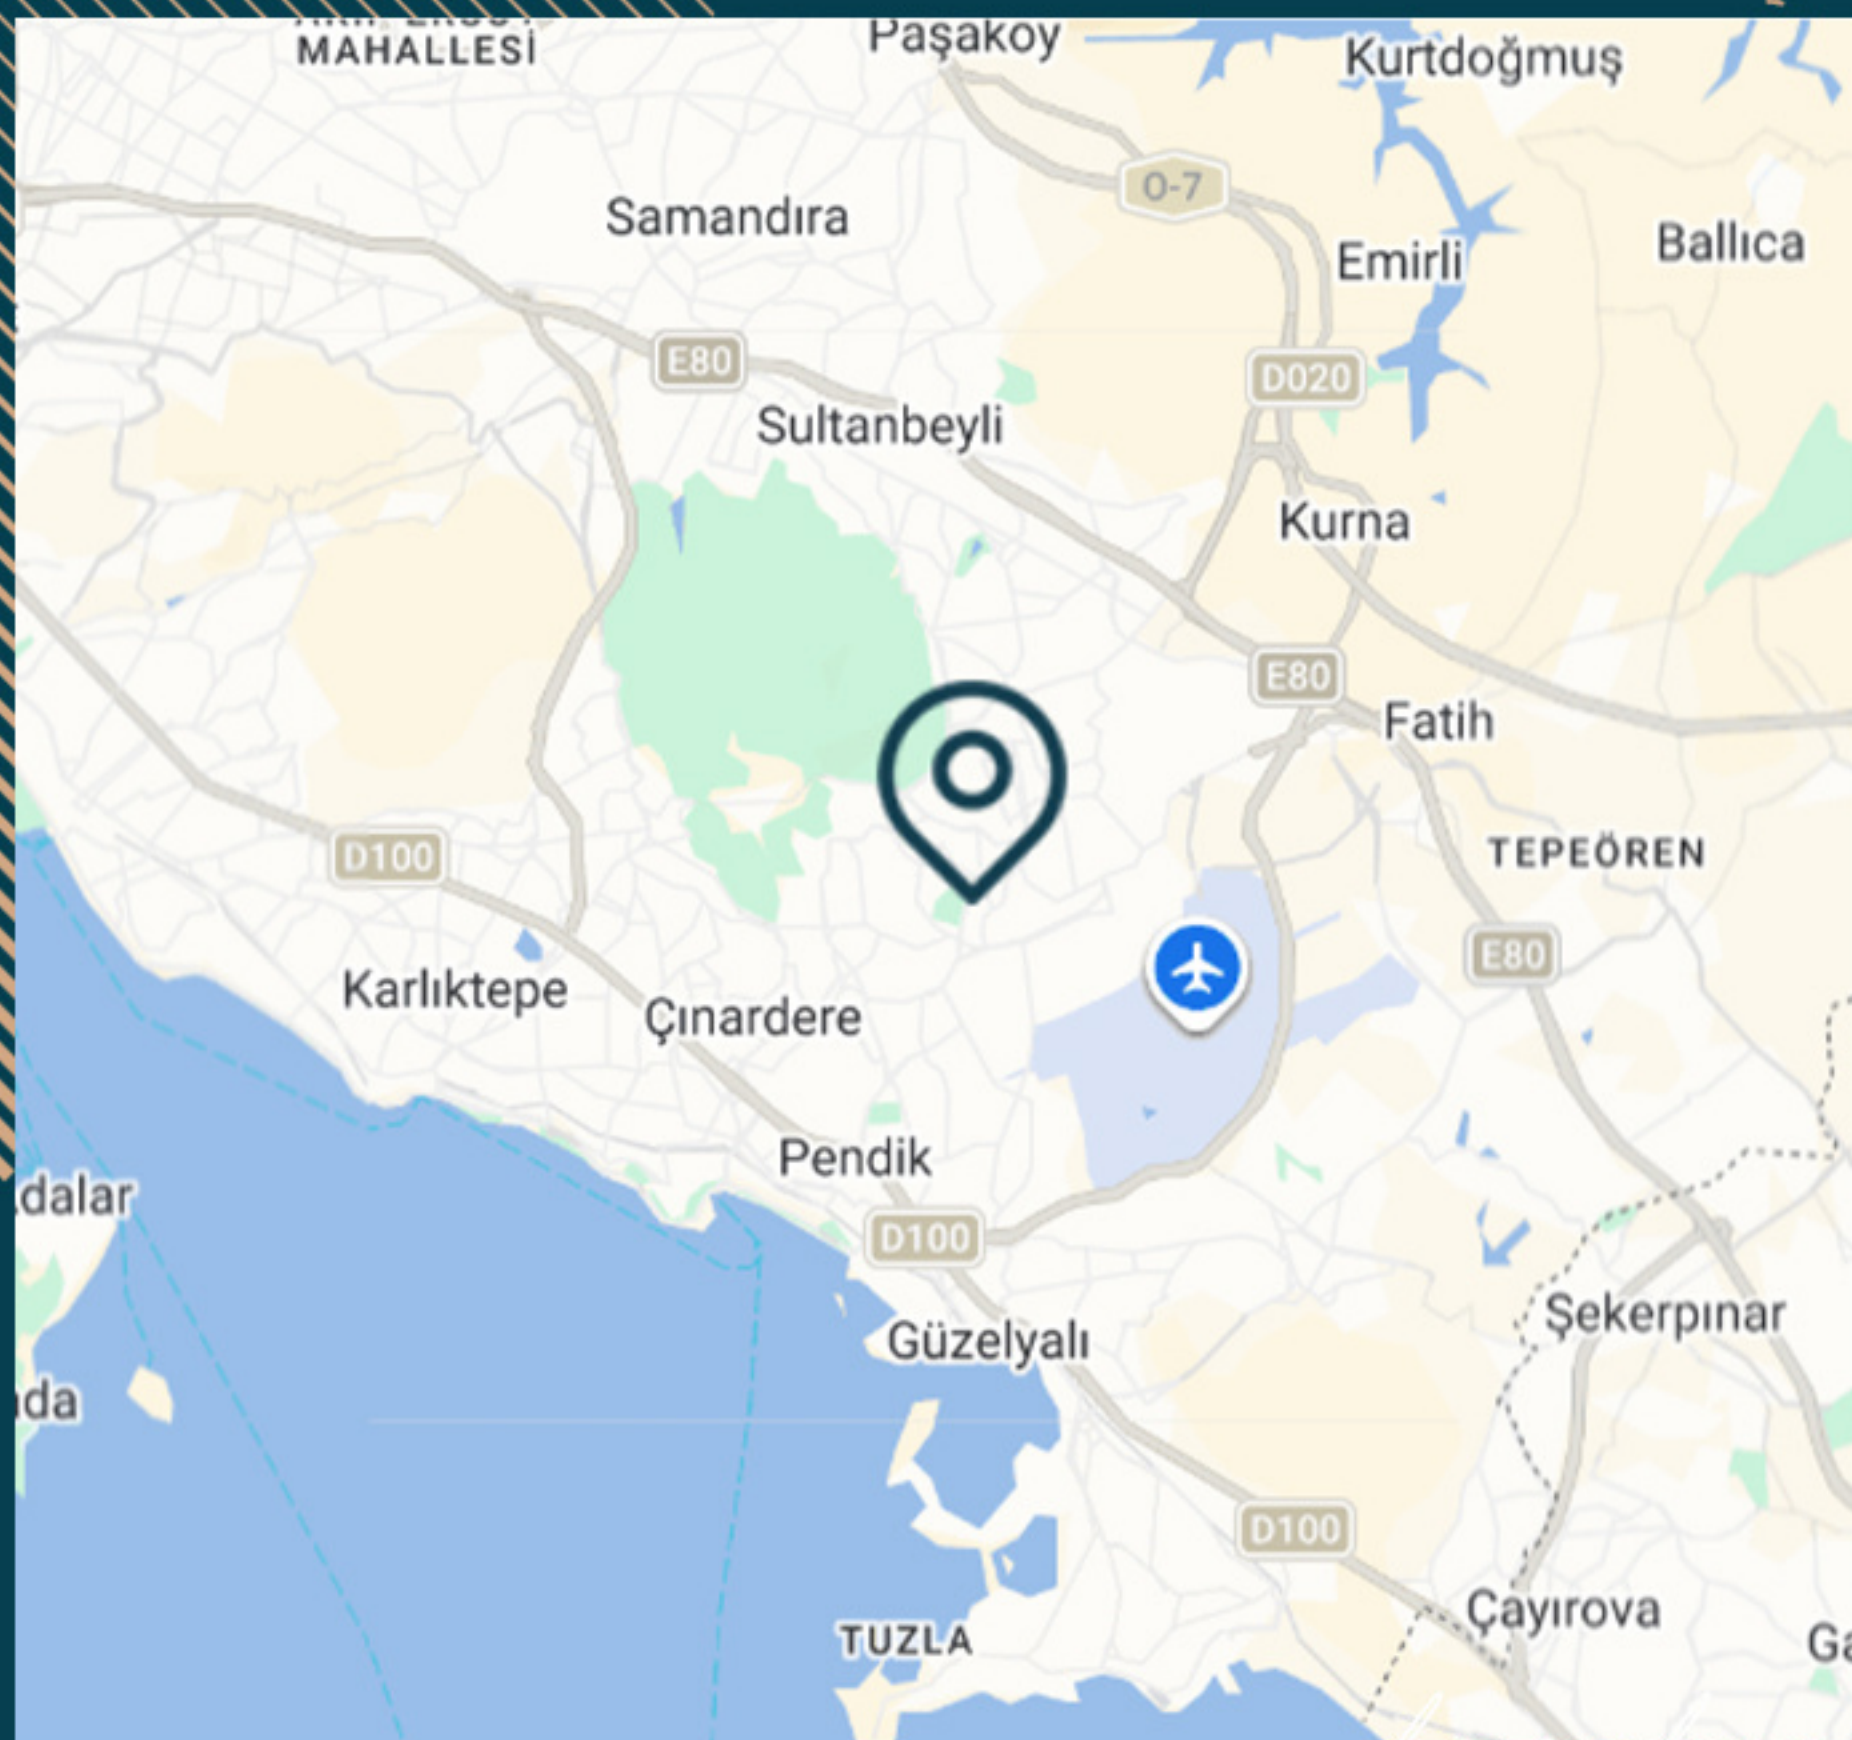 MAHALLESİ
Paşaköy
Kurtdoğmuş
O-7
Samandıra
Emirli
Ballıca
E80
D020
Sultanbeyli
Kurna
E80
Fatih
D100
TEPEÖREN
E80
Karlıktepe
Çınardere
Pendik
dalar
D100
Şekerpınar
Güzelyalı
da
D100
Çayırova
TUZLA